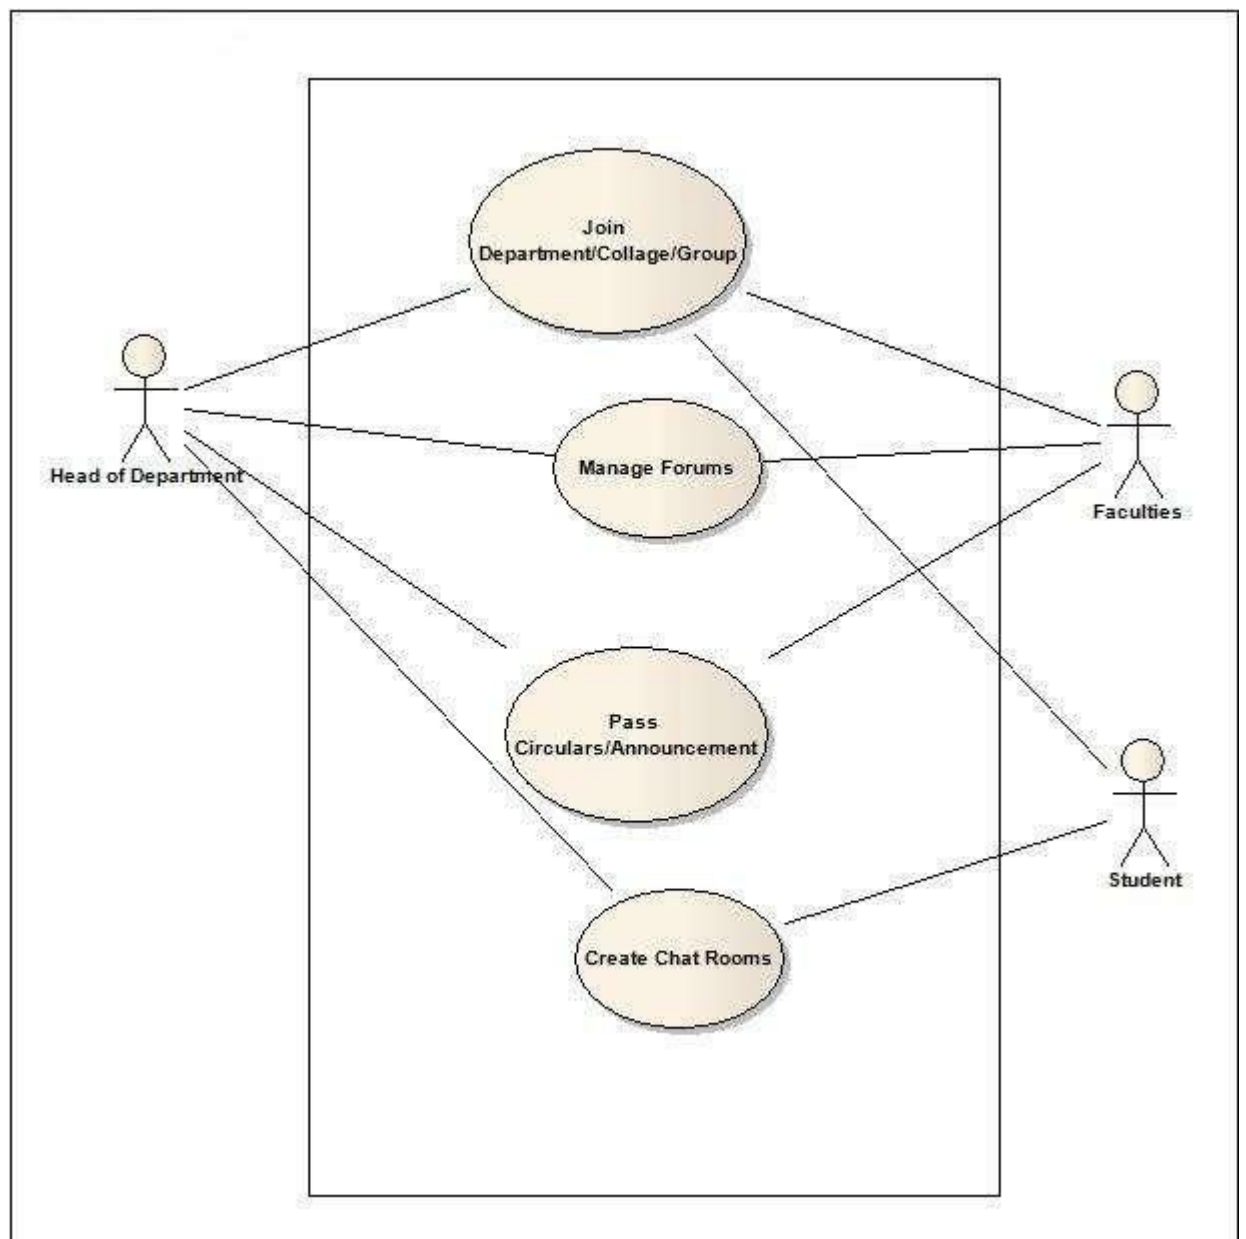 Join
Department/Collage/Group
Head of Department
Manage Forums
Faculties
Pass
Circulars/Announcement
Student
Create Chat Rooms